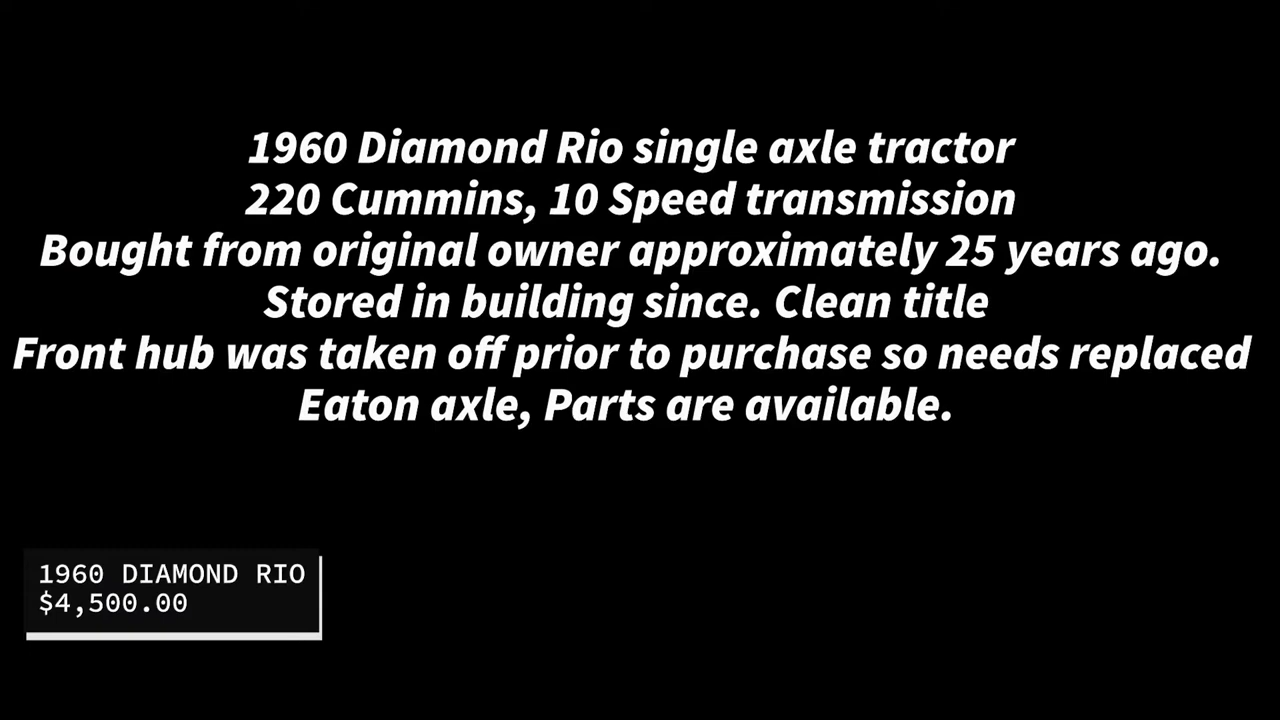 1960 Diamond Rio single axle tractor
220 Cummins, 10 Speed transmission
Bought from original owner approximately 25 years ago.
Stored in building since. Clean title
Front hub was taken off prior to purchase so needs replaced
Eaton axle, Parts are available.
1960 DIAMOND RIO
$4,500.00